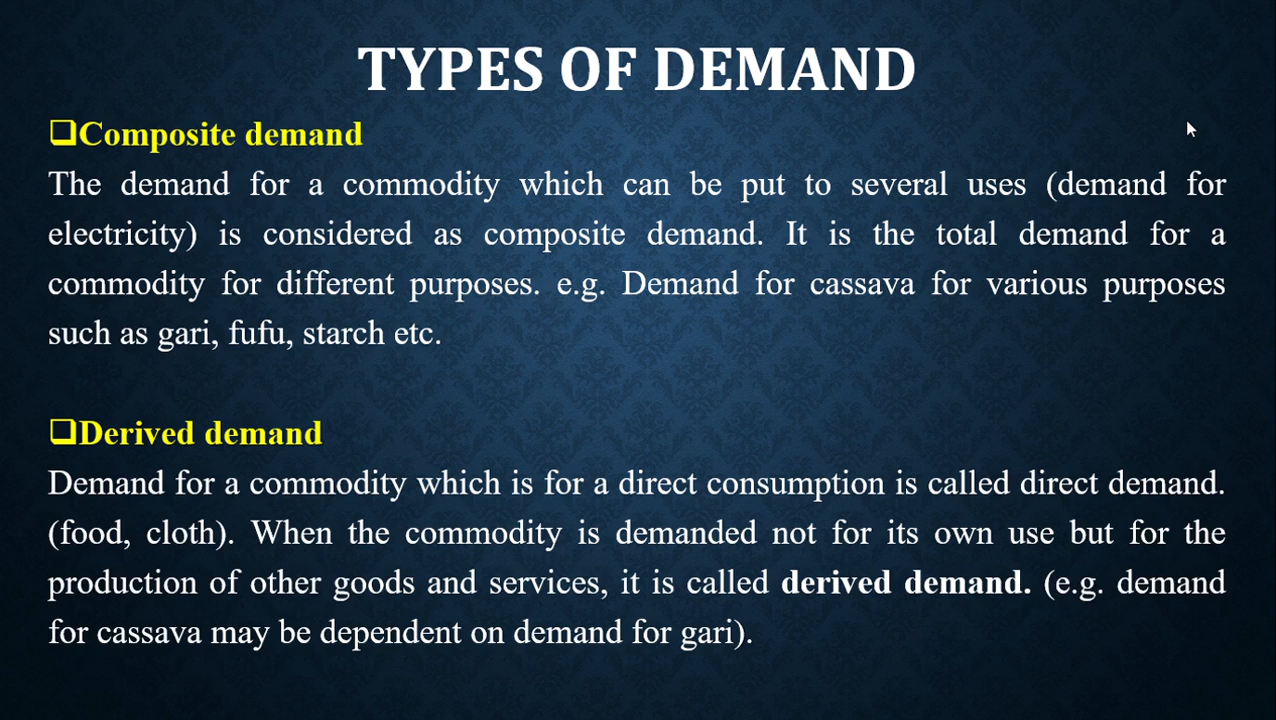 TYPES OF DEMAND
❑Composite demand
The demand for a commodity which can be put to several uses (demand for
electricity) is considered as composite demand. It is the total demand for a
commodity for different purposes. e.g. Demand for cassava for various purposes
such as gari, fufu, starch etc.
❑Derived demand
Demand for a commodity which is for a direct consumption is called direct demand.
(food, cloth). When the commodity is demanded not for its own use but for the
production of other goods and services, it is called derived demand. (e.g. demand
for cassava may be dependent on demand for gari).